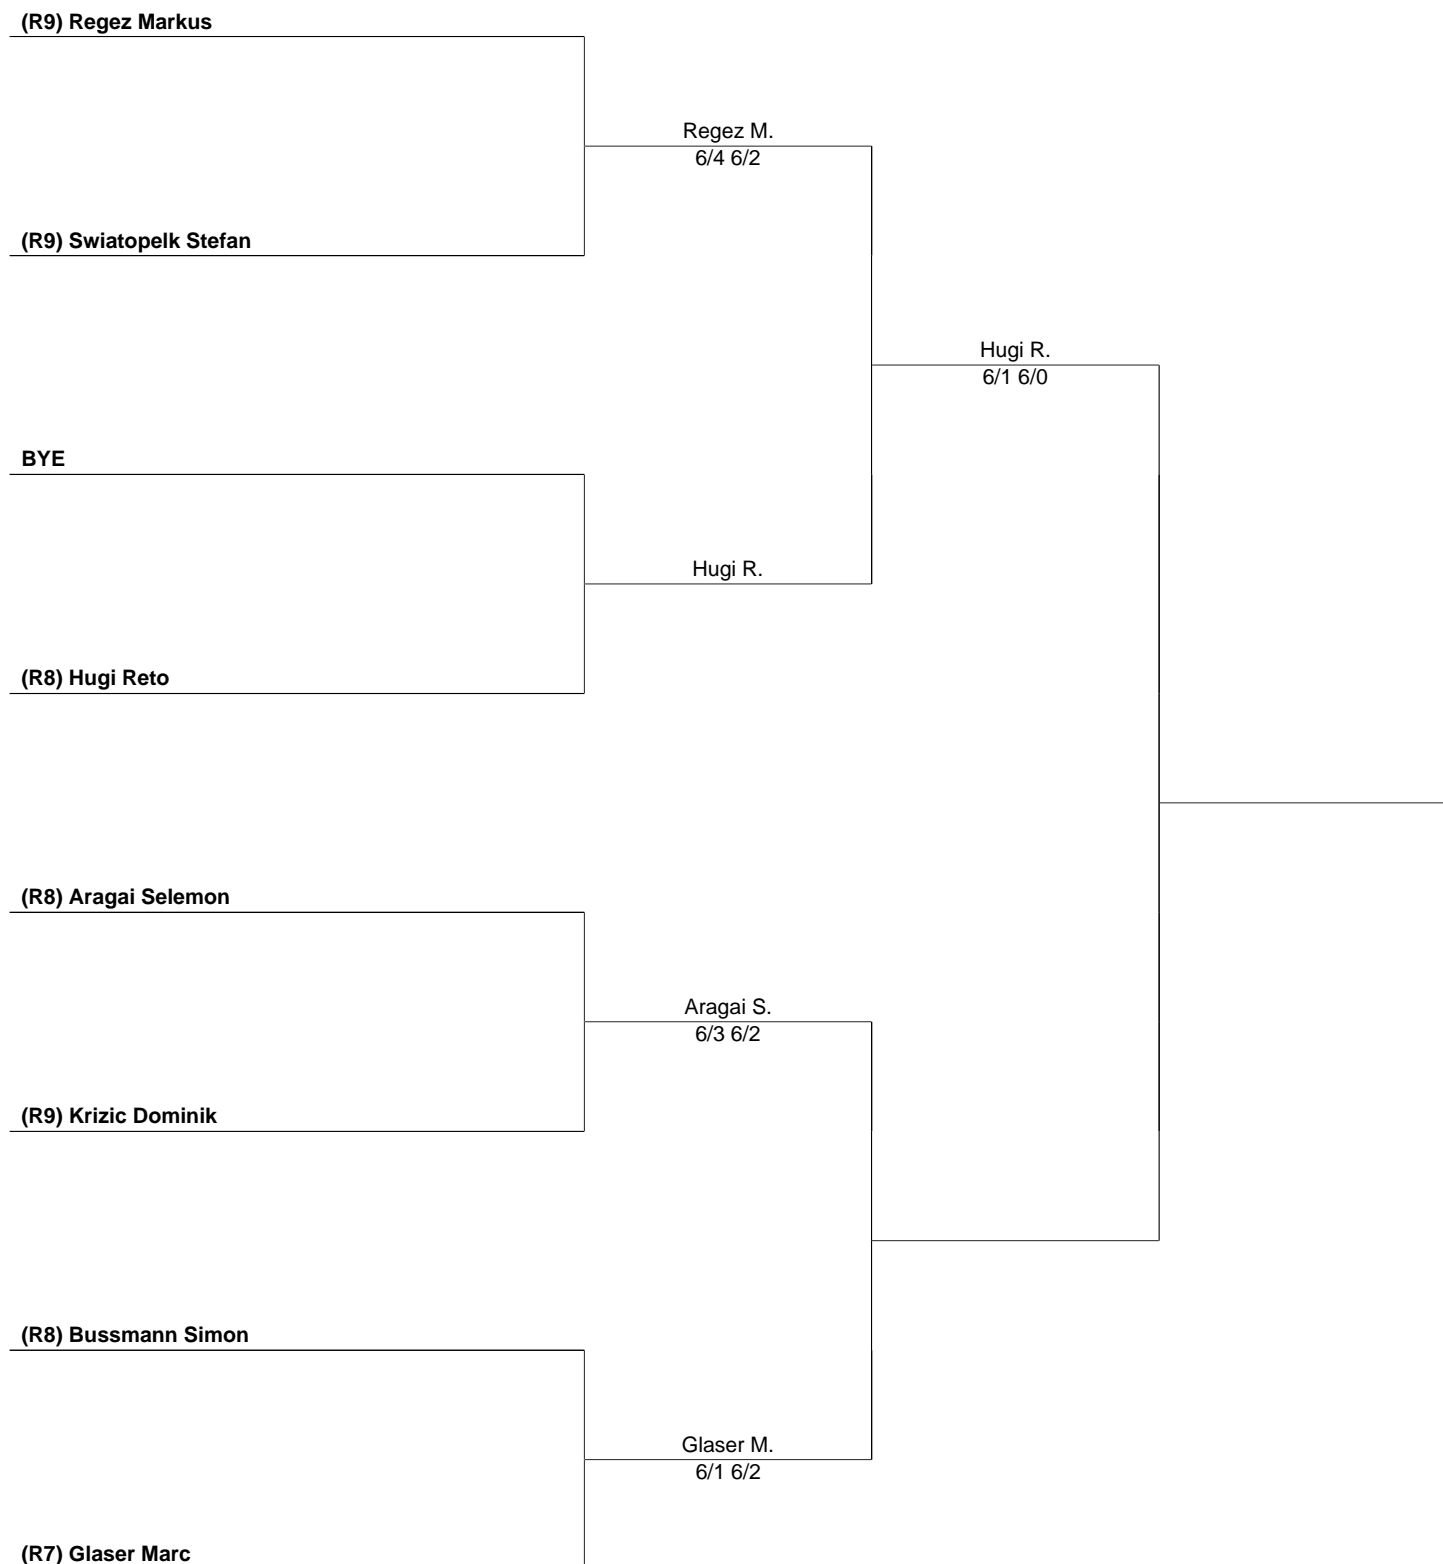 (R9) Regez Markus
Regez M.
6/4 6/2
(R9) Swiatopelk Stefan
Hugi R.
6/1 6/0
BYE
Hugi R.
(R8) Hugi Reto
(R8) Aragai Selemon
Aragai S.
6/3 6/2
(R9) Krizic Dominik
(R8) Bussmann Simon
Glaser M.
6/1 6/2
(R7) Glaser Marc